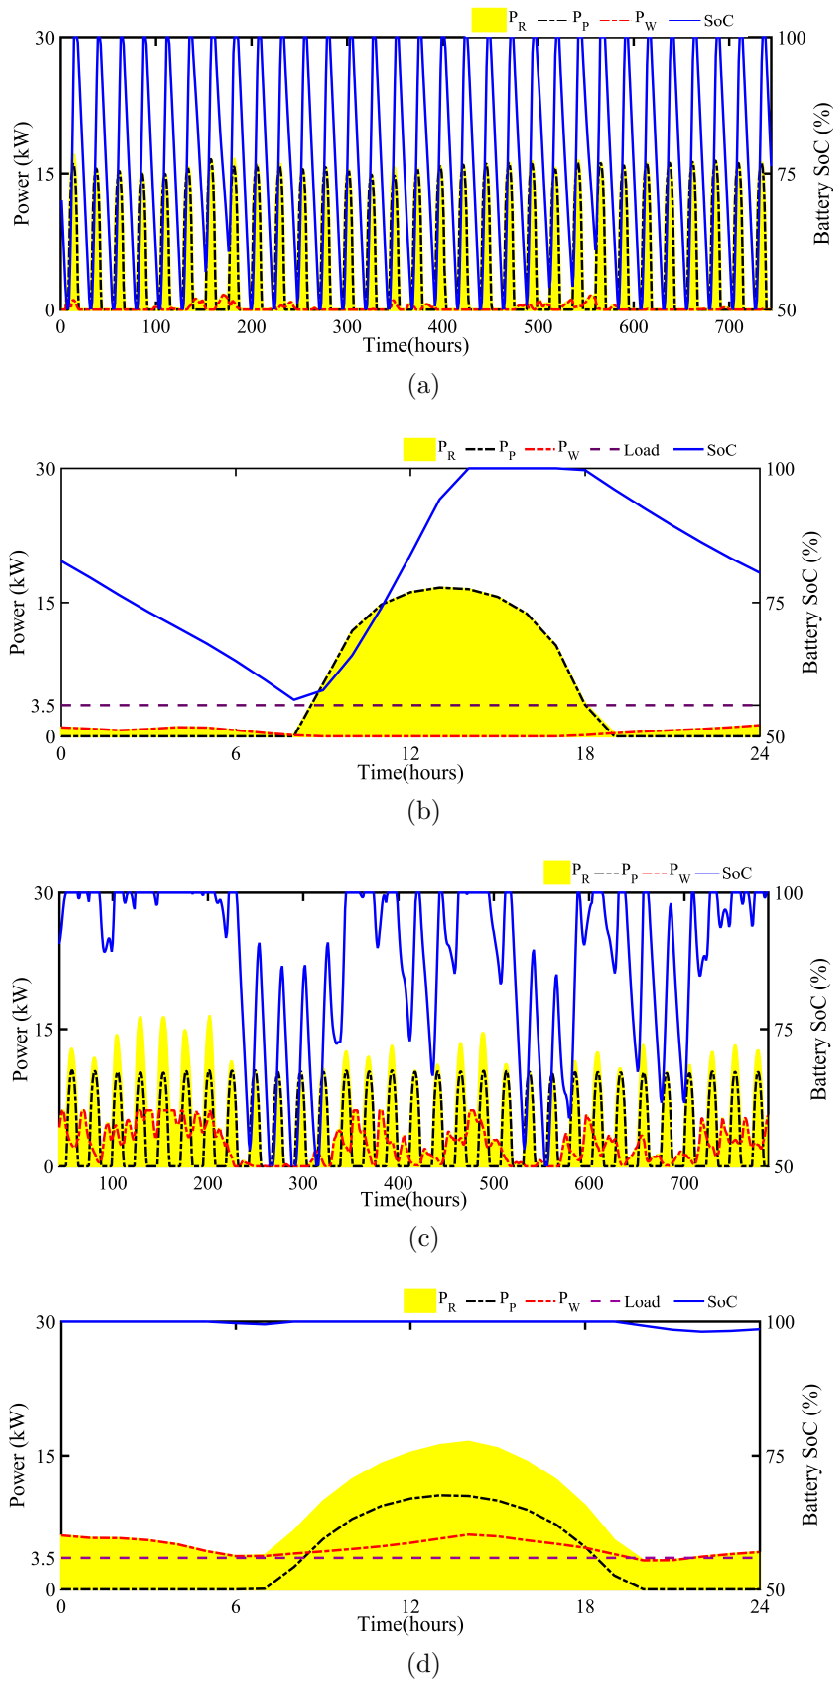 P_R P_P P_W SoC
30 100
Power (kW) 15 75 Battery SoC (%)
0 50
0 100 200 300 400 500 600 700
Time(hours)
(a)
P_R P_P P_W Load SoC
30 100
Power (kW) 15 75 Battery SoC (%)
3.5
0 50
0 6 12 18 24
Time(hours)
(b)
P_R P_P P_W SoC
30 100
Power (kW) 15 75 Battery SoC (%)
0 50
100 200 300 400 500 600 700
Time(hours)
(c)
P_R P_P P_W Load SoC
30 100
Power (kW) 15 75 Battery SoC (%)
3.5
0 50
0 6 12 18 24
Time(hours)
(d)